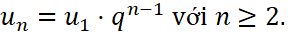 uₙ = u₁ · qⁿ⁻¹ với n ≥ 2.